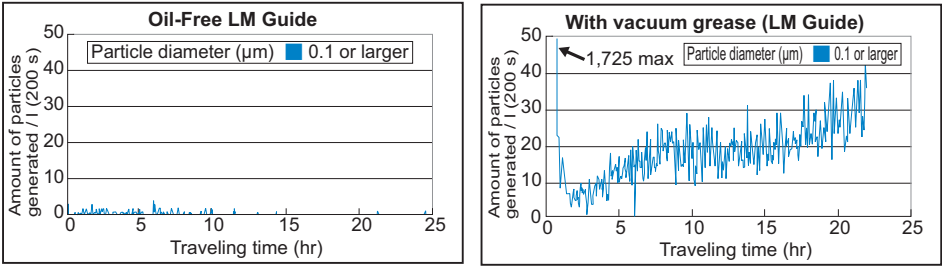 Oil-Free LM Guide
Amount of particles
generated / l (200 s)
50
40
30
20
10
0
Particle diameter (µm) 0.1 or larger
0 5 10 15 20 25
Traveling time (hr)
With vacuum grease (LM Guide)
Amount of particles
generated / l (200 s)
50
40
30
20
10
0
Particle diameter (µm) 0.1 or larger
1,725 max
0 5 10 15 20 25
Traveling time (hr)